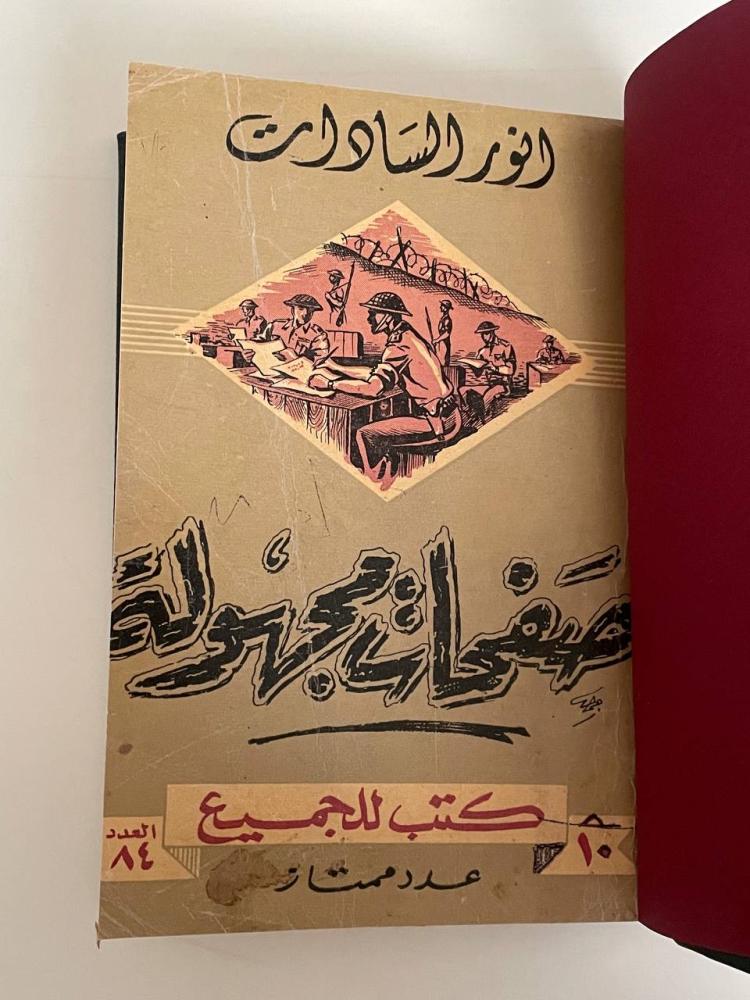 انور السادات
صفحات مجهولة
كتب للجميع
العدد
٨٤
١٠
عدد ممتاز